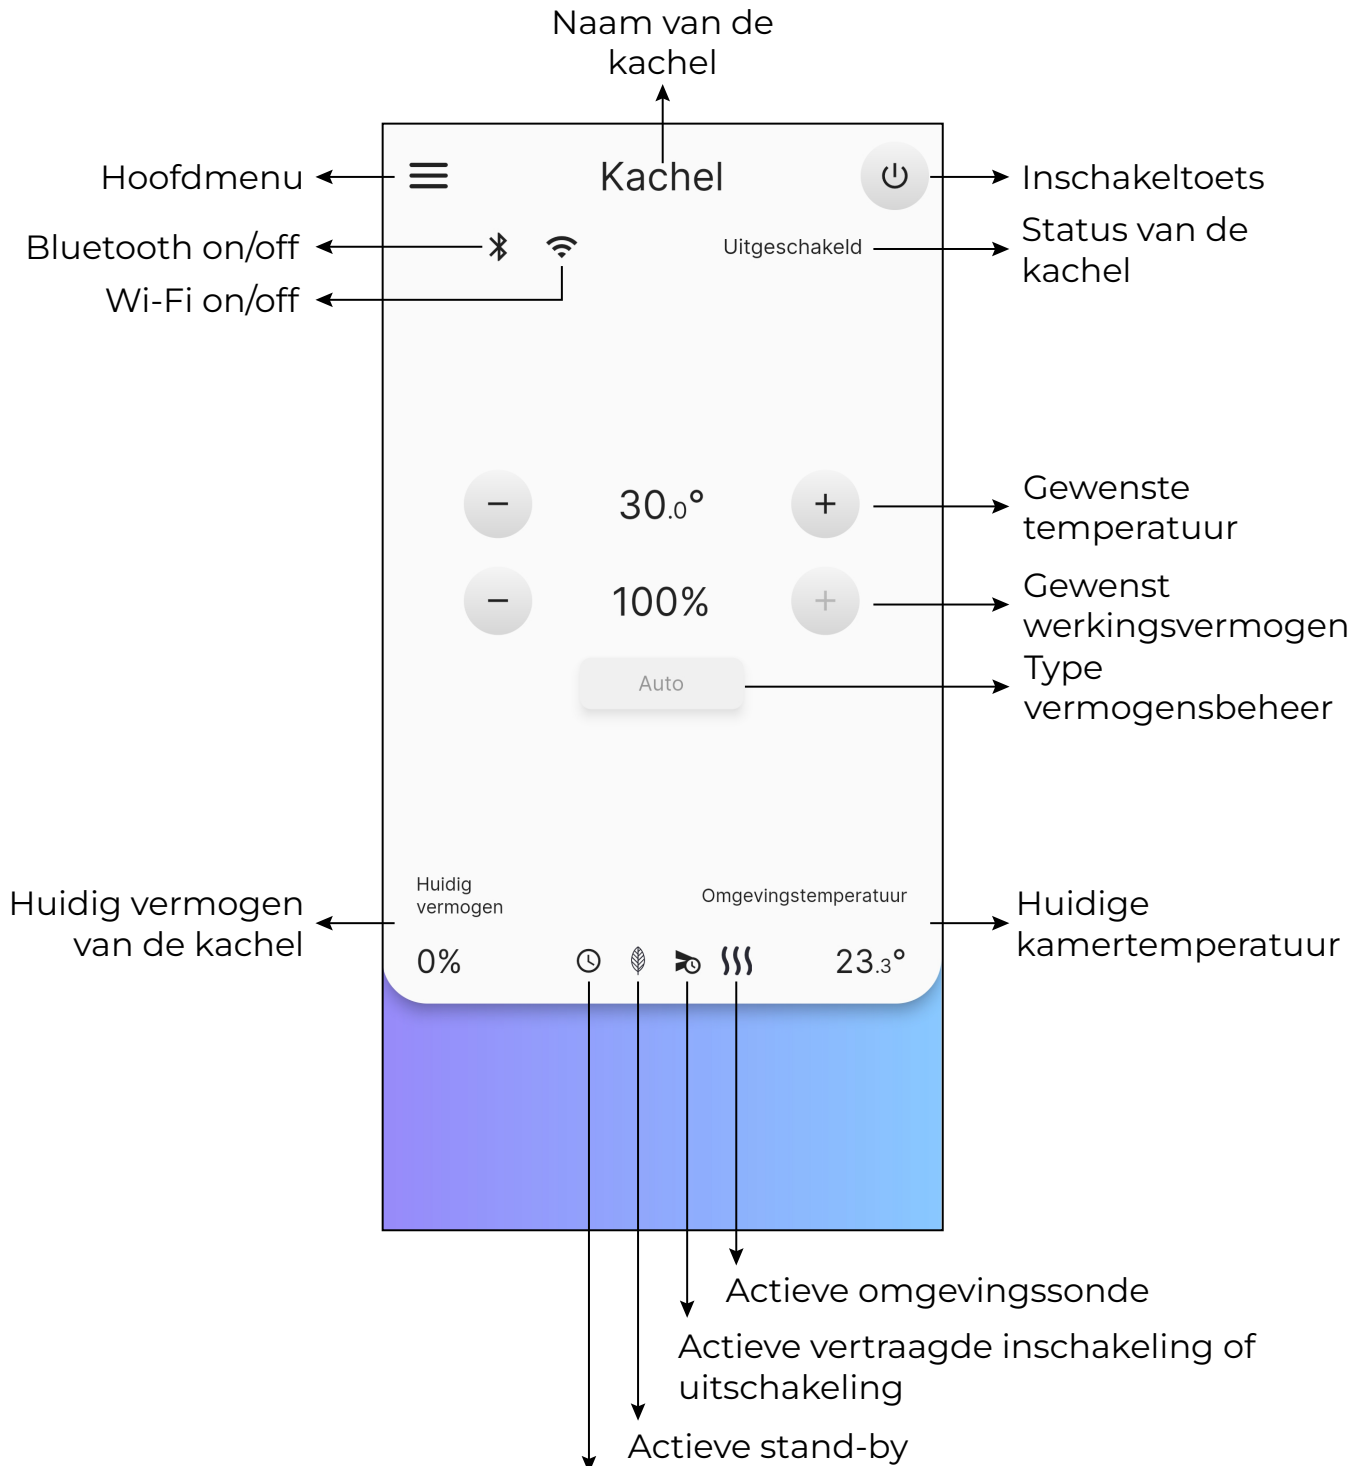 Naam van de
kachel
Hoofdmenu
Kachel
Inschakeltoets
Bluetooth on/off
Uitgeschakeld
Status van de
kachel
Wi-Fi on/off
30.0°
Gewenste
temperatuur
100%
Gewenst
werkingsvermogen
Auto
Type
vermogensbeheer
Huidig vermogen
van de kachel
Huidig
vermogen
0%
Omgevingstemperatuur
23.3°
Huidige
kamertemperatuur
Actieve omgevingssonde
Actieve vertraagde inschakeling of
uitschakeling
Actieve stand-by